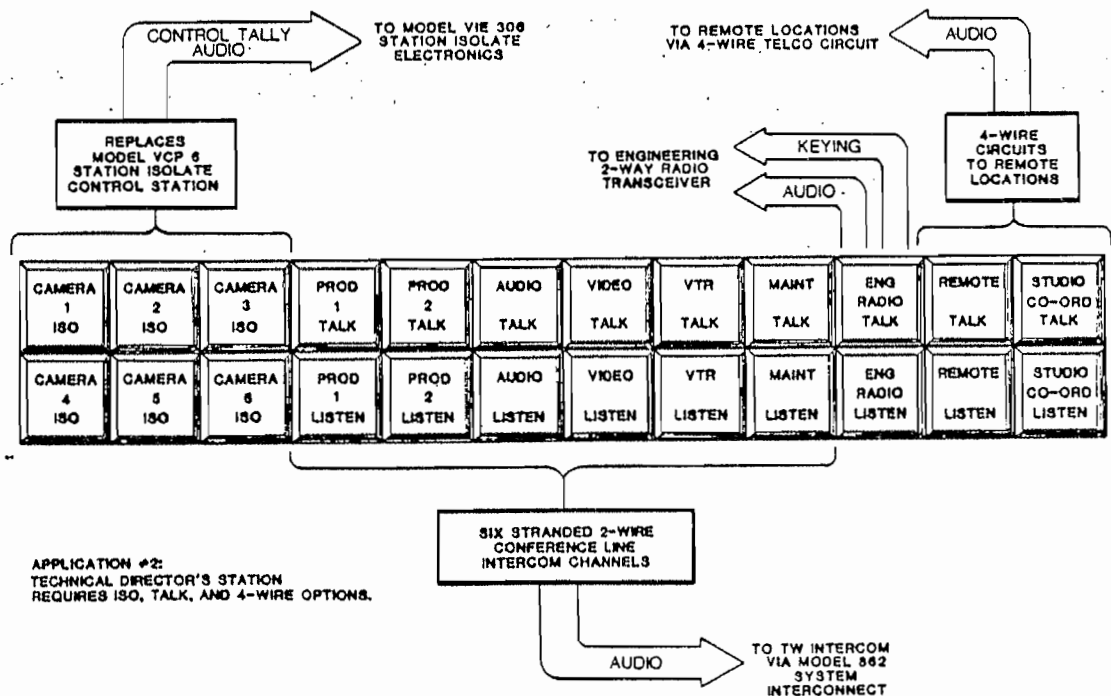 CONTROL TALLY
AUDIO
TO MODEL VIE 306
STATION ISOLATE
ELECTRONICS
TO REMOTE LOCATIONS
VIA 4-WIRE TELCO CIRCUIT
AUDIO
REPLACES
MODEL VCP 6
STATION ISOLATE
CONTROL STATION
TO ENGINEERING
2-WAY RADIO
TRANSCEIVER
KEYING
AUDIO
4-WIRE
CIRCUITS
TO REMOTE
LOCATIONS
CAMERA
1
ISO
CAMERA
2
ISO
CAMERA
3
ISO
PROD
1
TALK
PROD
2
TALK
AUDIO
TALK
VIDEO
TALK
VTR
TALK
MAINT
TALK
ENG
RADIO
TALK
REMOTE
TALK
STUDIO
CO-ORD
TALK
CAMERA
4
ISO
CAMERA
5
ISO
CAMERA
6
ISO
PROD
1
LISTEN
PROD
2
LISTEN
AUDIO
LISTEN
VIDEO
LISTEN
VTR
LISTEN
MAINT
LISTEN
ENG
RADIO
LISTEN
REMOTE
LISTEN
STUDIO
CO-ORD
LISTEN
SIX STRANDED 2-WIRE
CONFERENCE LINE
INTERCOM CHANNELS
APPLICATION #2:
TECHNICAL DIRECTOR'S STATION
REQUIRES ISO, TALK, AND 4-WIRE OPTIONS.
AUDIO
TO TW INTERCOM
VIA MODEL 862
SYSTEM
INTERCONNECT